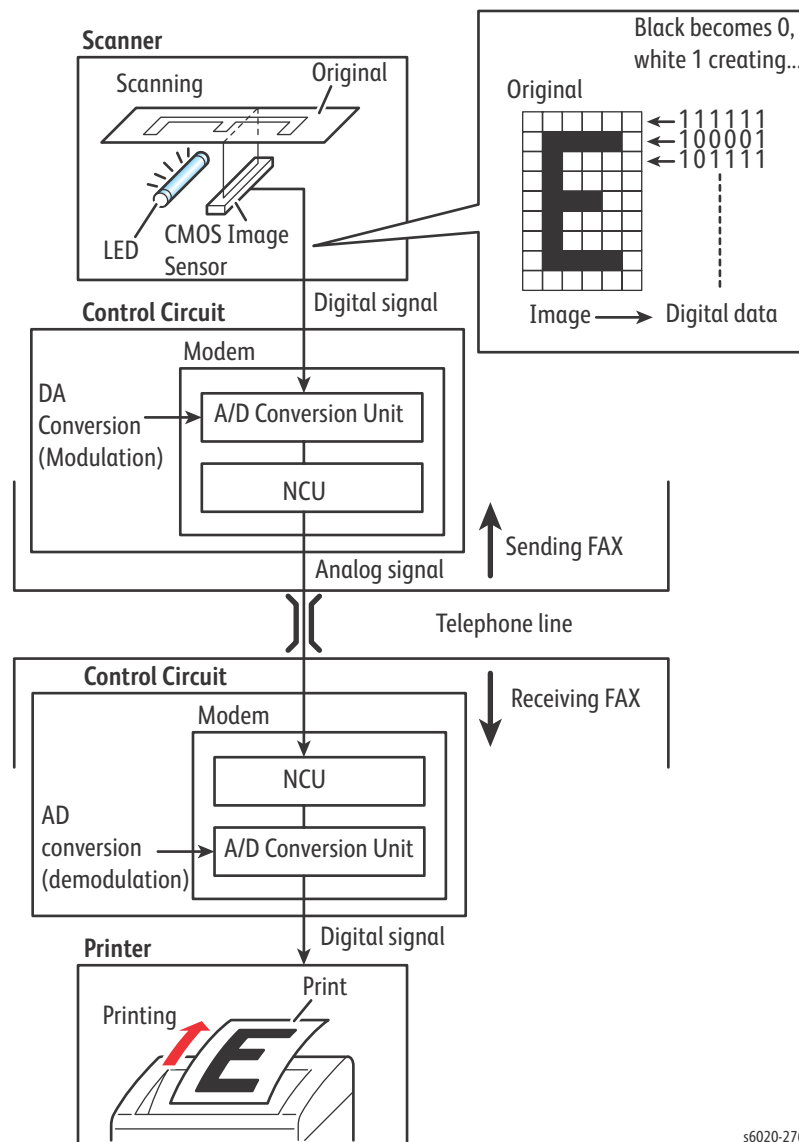 Scanner
Scanning
Original
LED
CMOS Image
Sensor
Black becomes 0,
white 1 creating...
Original
111111
100001
101111
Image
Digital data
Digital signal
Control Circuit
Modem
DA
Conversion
(Modulation)
A/D Conversion Unit
NCU
Sending FAX
Analog signal
Telephone line
Control Circuit
Receiving FAX
Modem
NCU
AD
conversion
(demodulation)
A/D Conversion Unit
Digital signal
Printer
Print
Printing
E